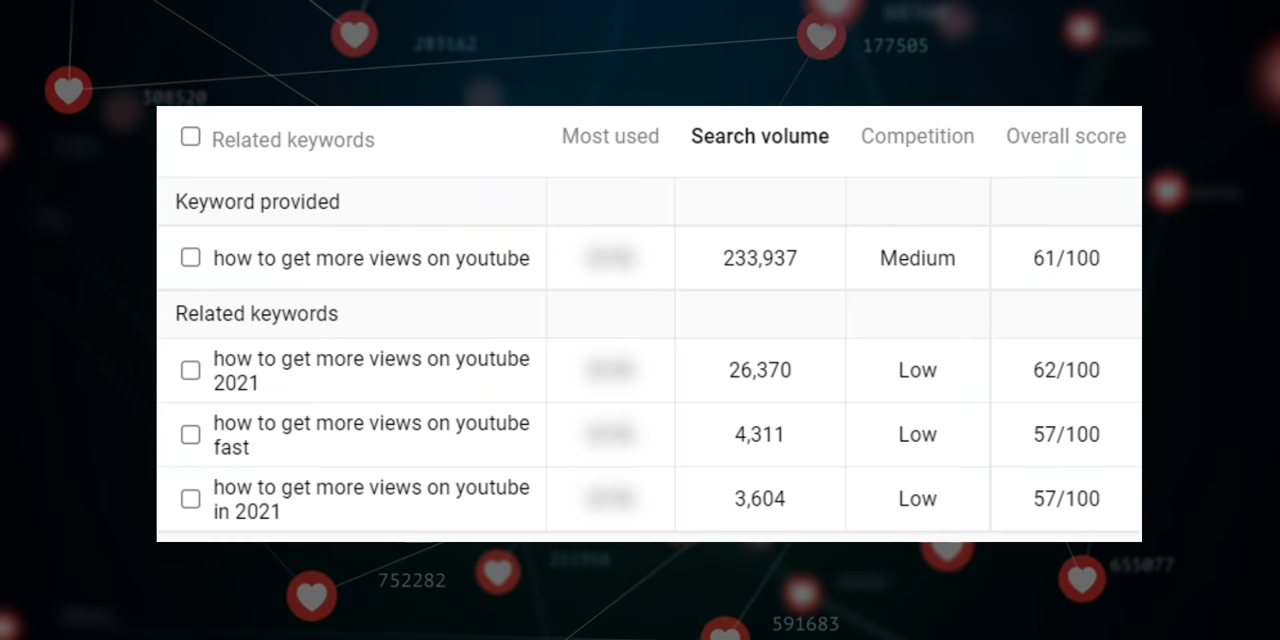 283162
177505
308520
Related keywords Most used Search volume Competition Overall score
Keyword provided
how to get more views on youtube 233,937 Medium 61/100
Related keywords
how to get more views on youtube
2021 26,370 Low 62/100
how to get more views on youtube
fast 4,311 Low 57/100
how to get more views on youtube
in 2021 3,604 Low 57/100
655077
752282
591683